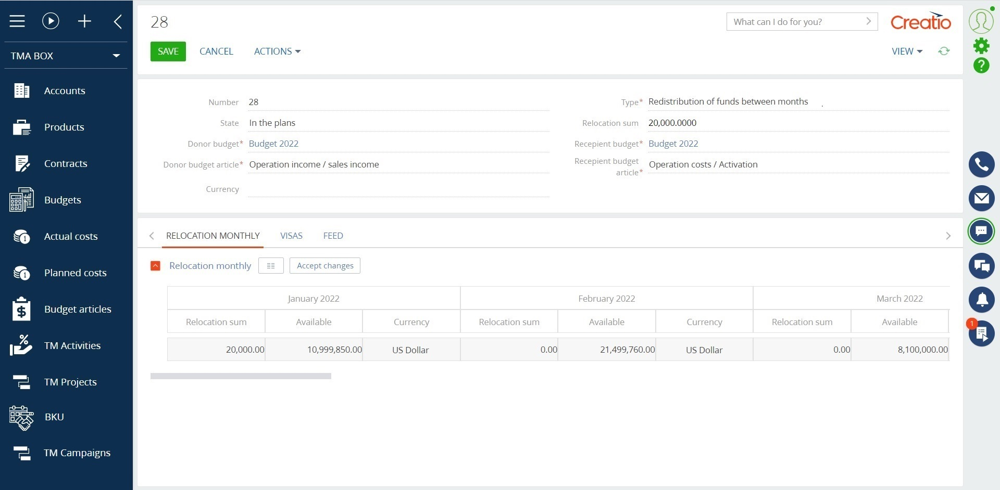 28
What can I do for you?
Creatio
SAVE
CANCEL
ACTIONS
VIEW
TMA BOX
Accounts
Products
Contracts
Budgets
Actual costs
Planned costs
Budget articles
TM Activities
TM Projects
BKU
TM Campaigns
Number
28
State
In the plans
Donor budget*
Budget 2022
Donor budget article*
Operation income / sales income
Currency
Type*
Redistribution of funds between months .
Relocation sum
20,000.0000
Recepient budget*
Budget 2022
Recepient budget
article*
Operation costs / Activation
RELOCATION MONTHLY
VISAS
FEED
Relocation monthly
Accept changes
January 2022
February 2022
March 2022
Relocation sum
Available
Currency
Relocation sum
Available
Currency
Relocation sum
Available
20,000.00
10,999,850.00
US Dollar
0.00
21,499,760.00
US Dollar
0.00
8,100,000.00
?
1